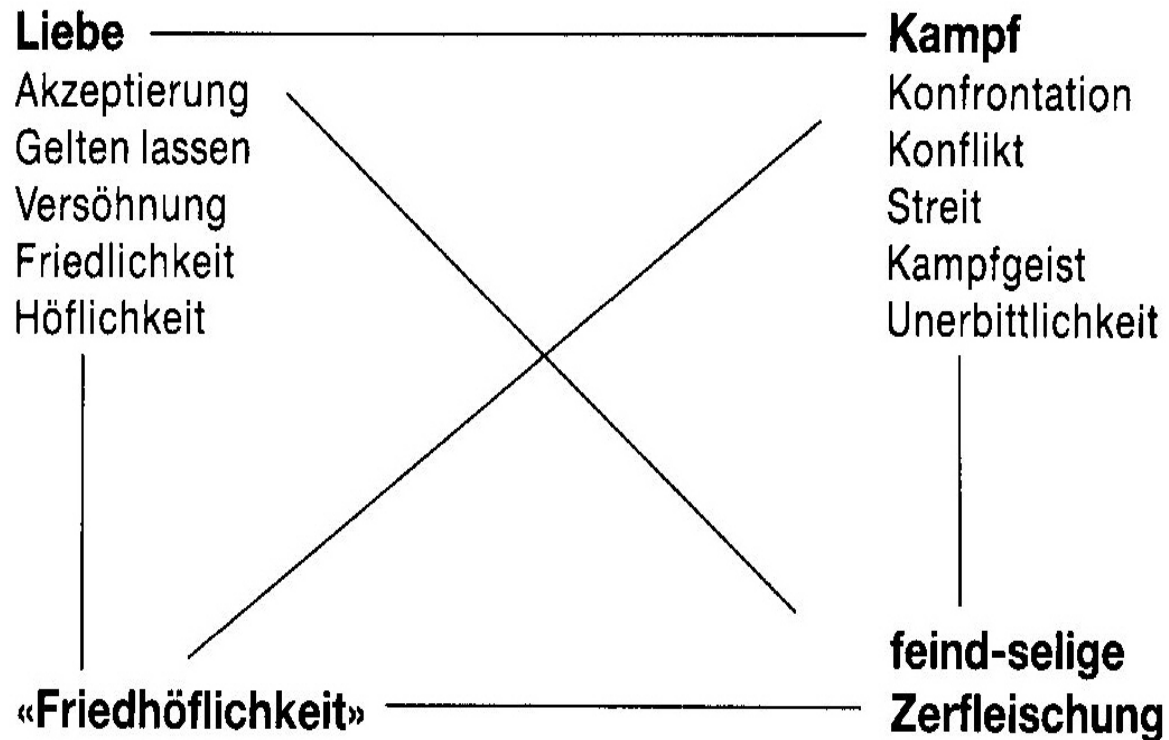 Liebe
Akzeptierung
Gelten lassen
Versöhnung
Friedlichkeit
Höflichkeit
Kampf
Konfrontation
Konflikt
Streit
Kampfgeist
Unerbittlichkeit
«Friedhöflichkeit»
feind-selige
Zerfleischung